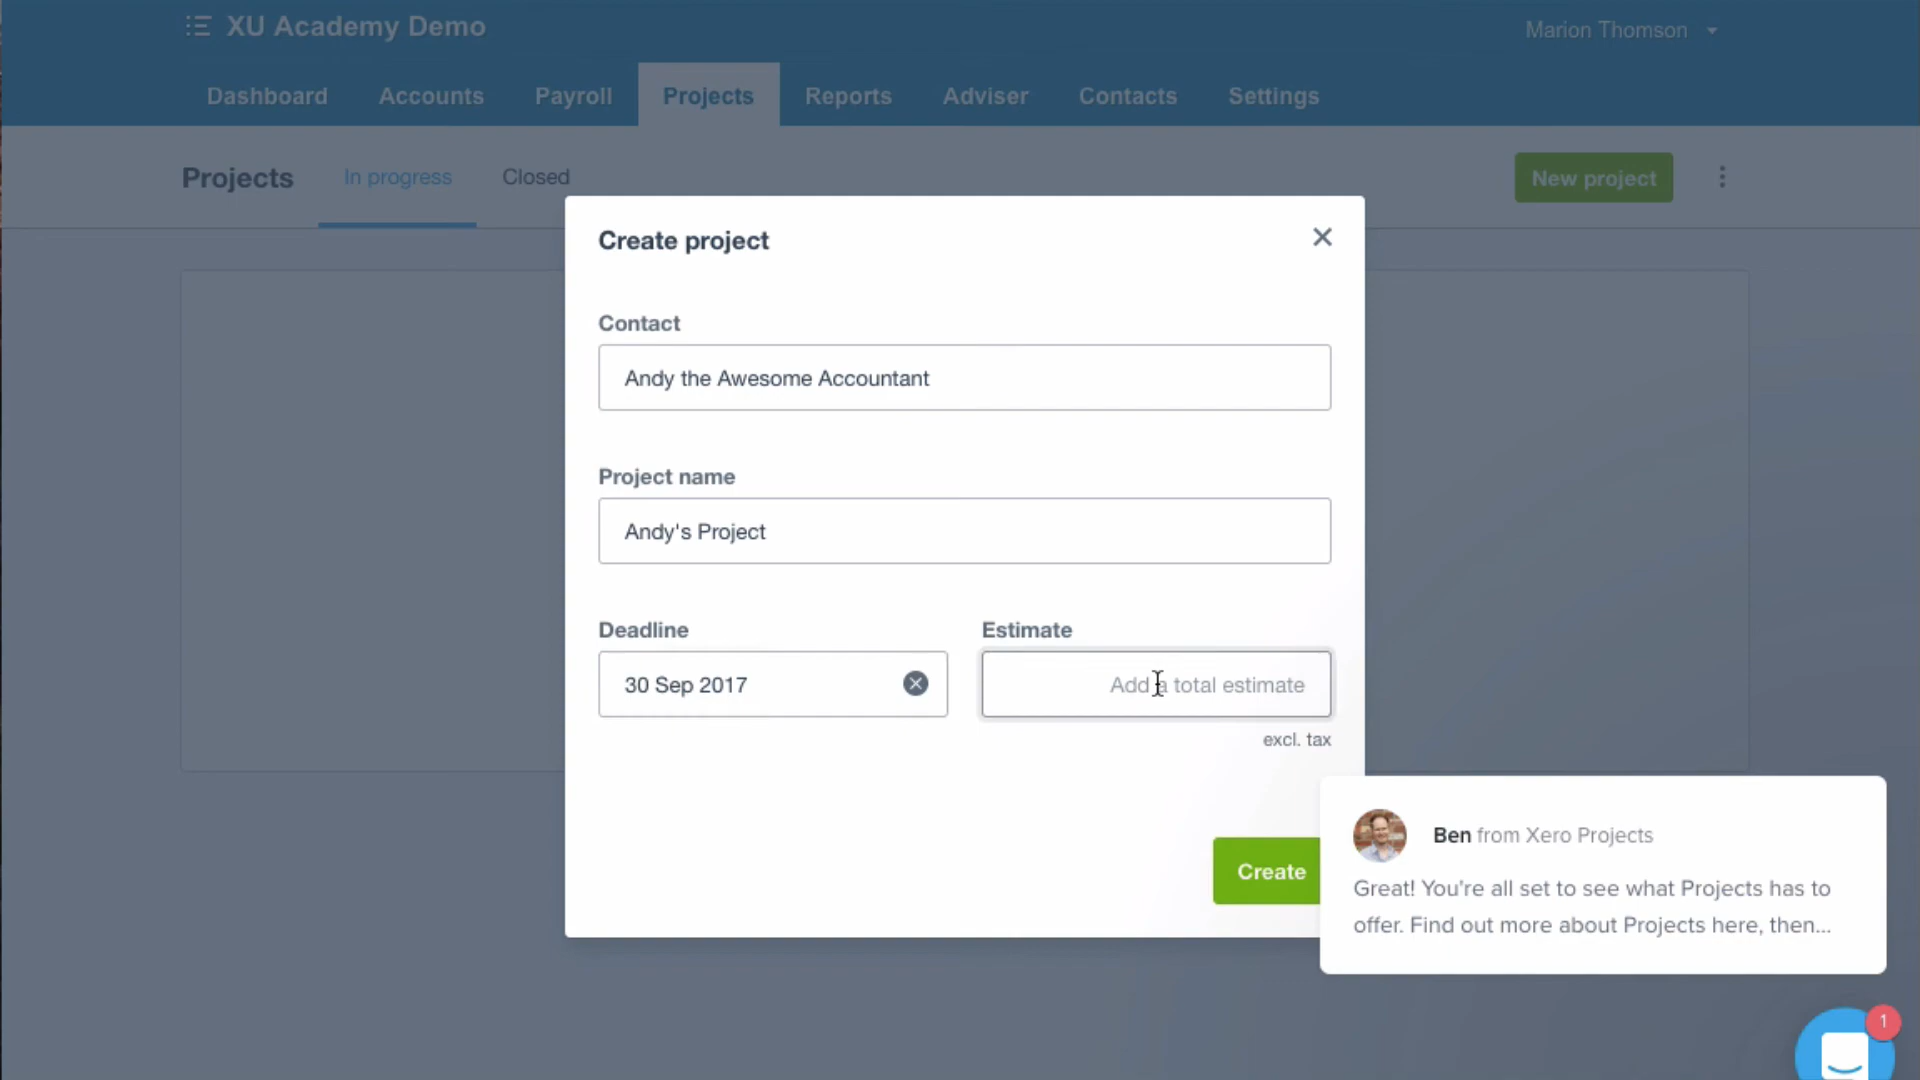 XU Academy Demo
Marion Thomson
Dashboard Accounts Payroll Projects Reports Adviser Contacts Settings
Projects In progress Closed New project
Create project
Contact
Andy the Awesome Accountant
Project name
Andy's Project
Deadline Estimate
30 Sep 2017 Add a total estimate
excl. tax
Create
Ben from Xero Projects
Great! You're all set to see what Projects has to
offer. Find out more about Projects here, then...
1